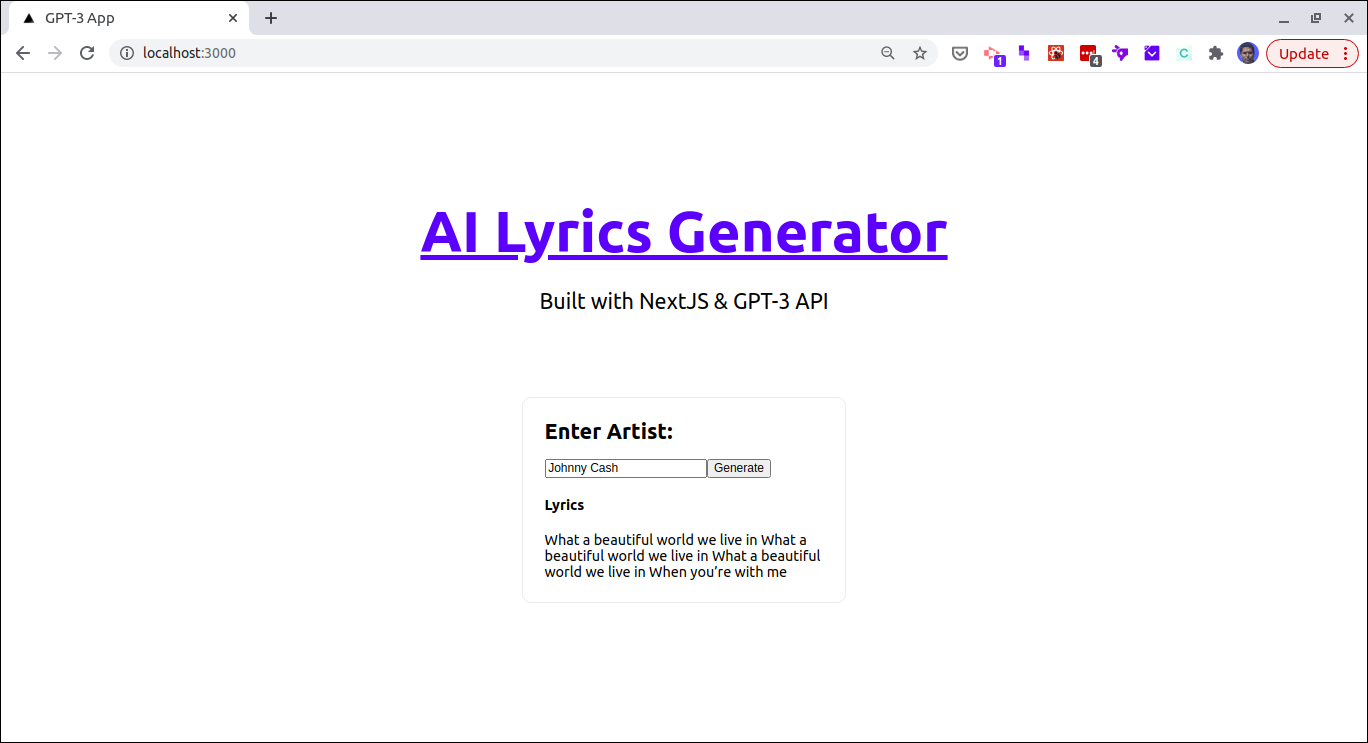 GPT-3 App
localhost:3000
1
4
C
Update
AI Lyrics Generator
Built with NextJS & GPT-3 API
Enter Artist:
Johnny Cash Generate
Lyrics
What a beautiful world we live in What a
beautiful world we live in What a beautiful
world we live in When you’re with me